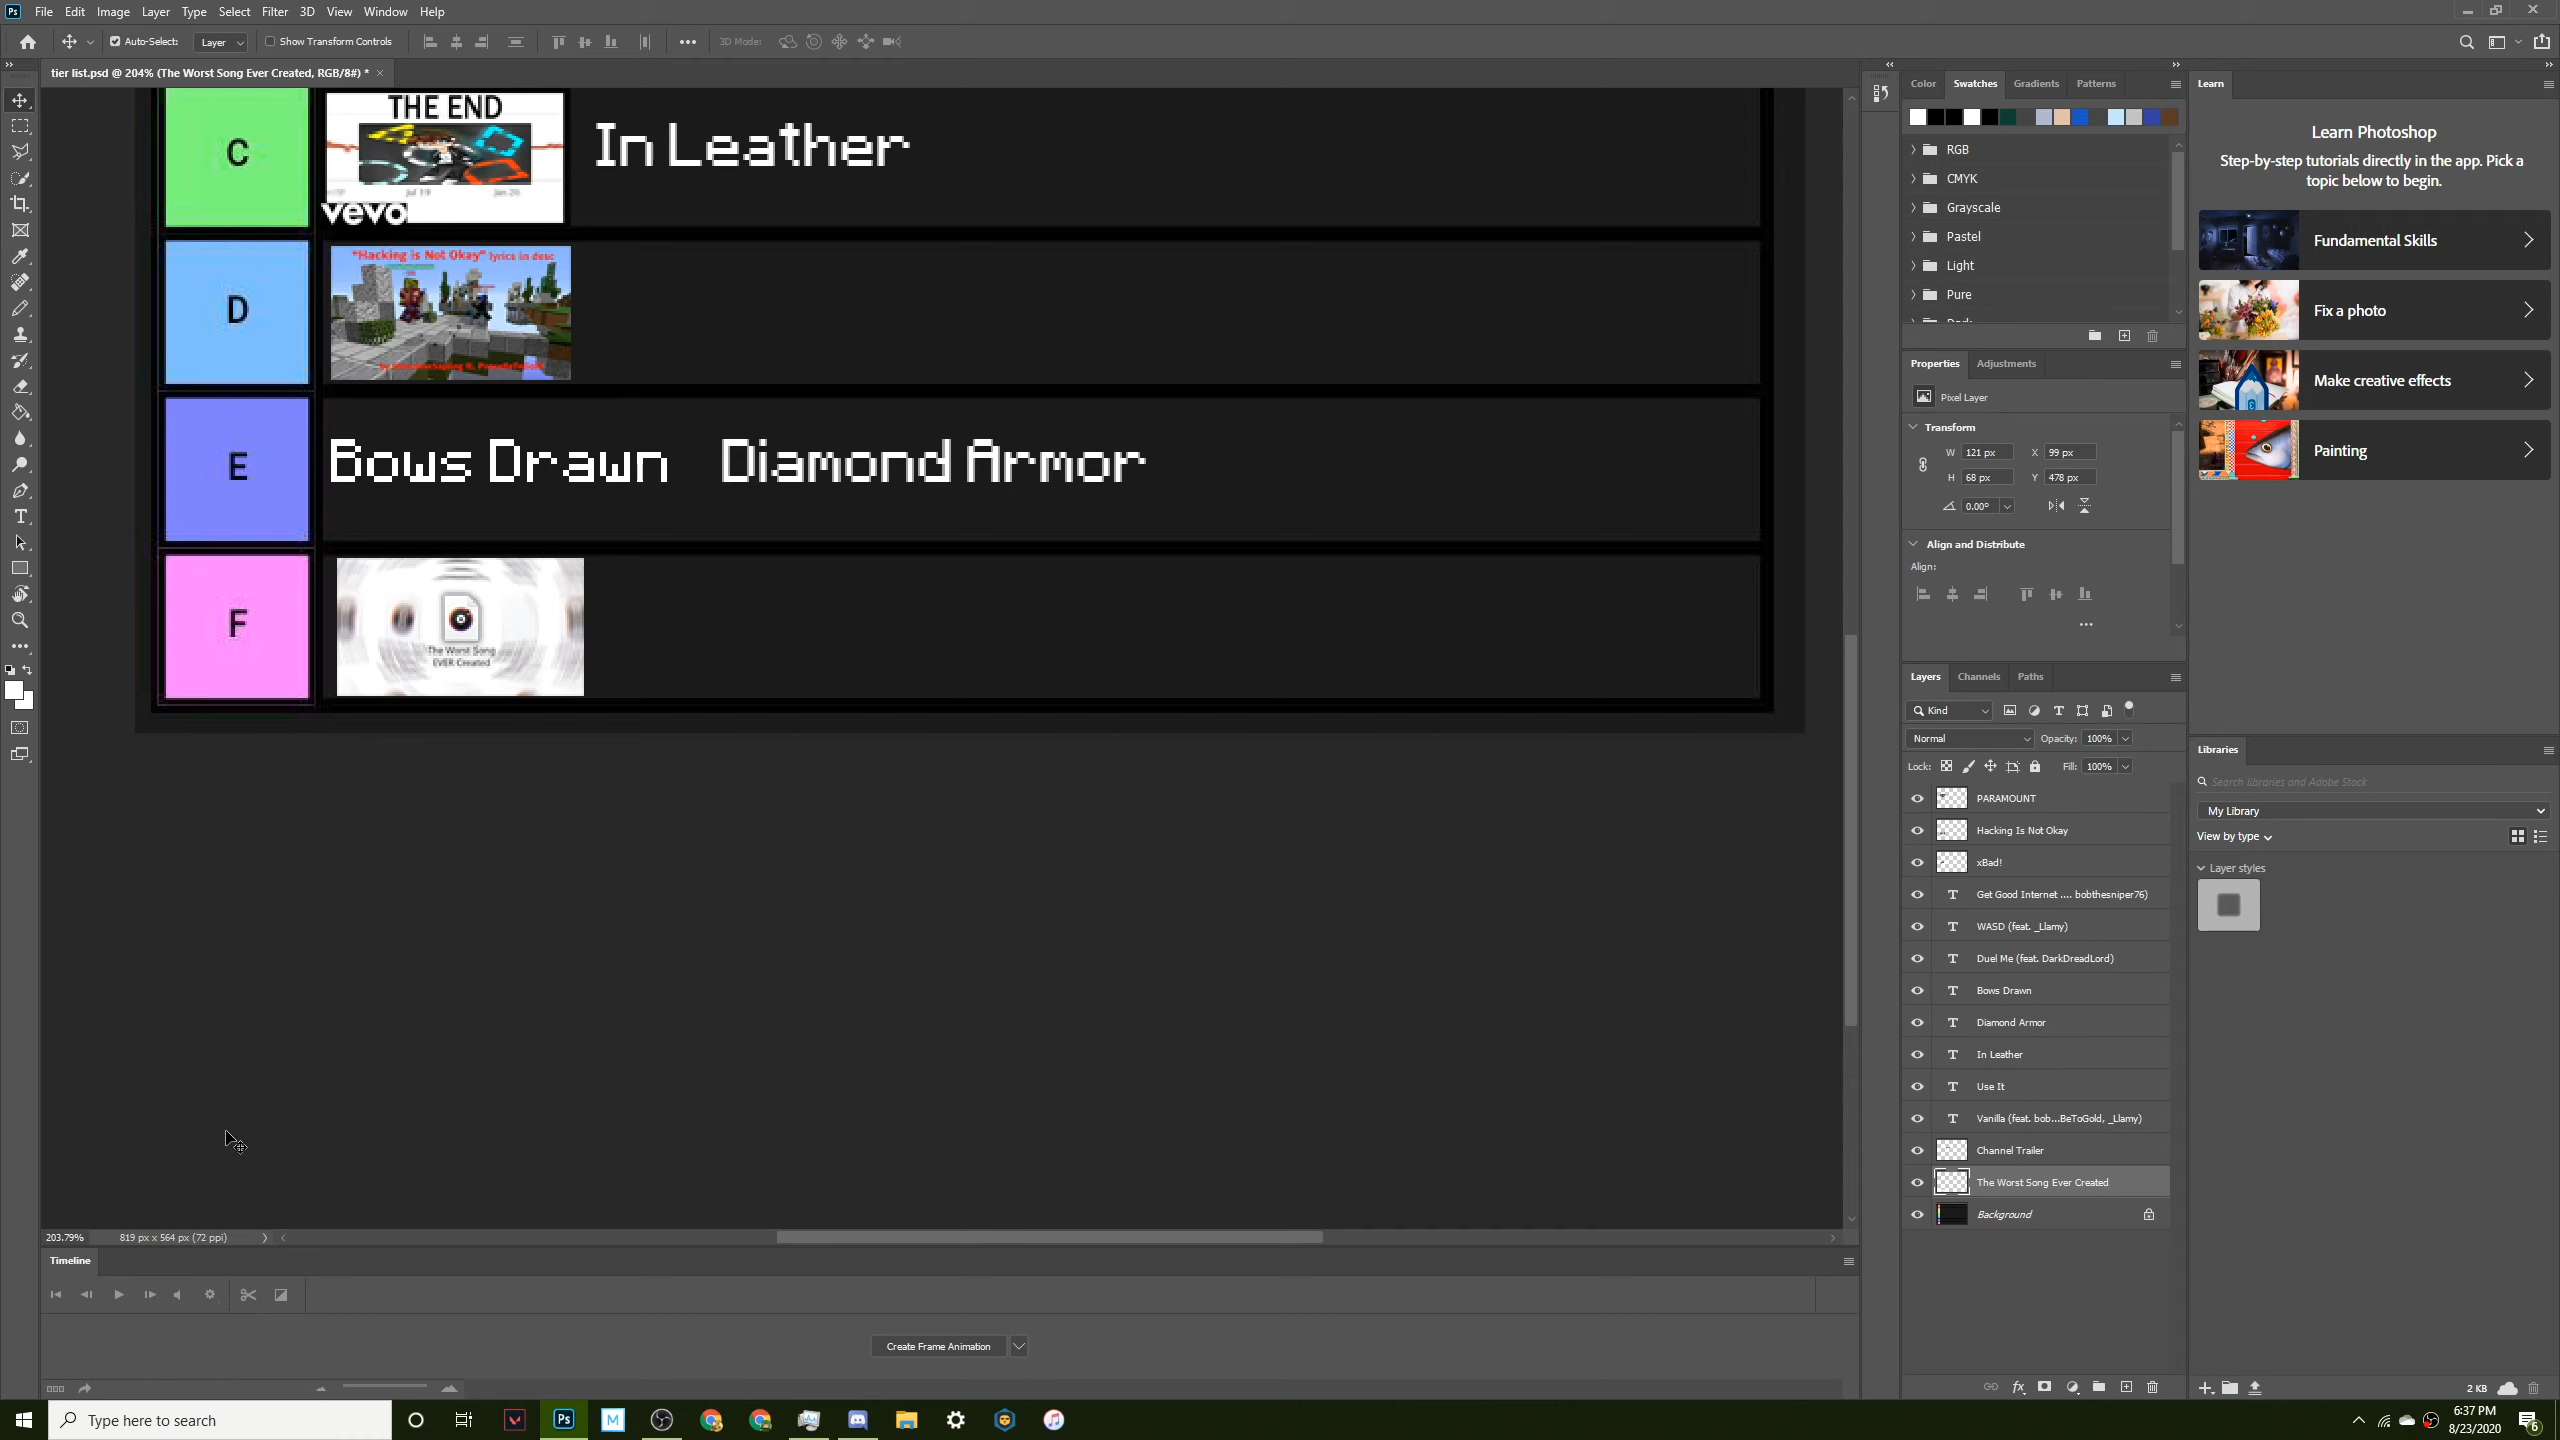 File Edit Image Layer Type Select Filter 3D View Window Help
Auto-Select: Layer Show Transform Controls 3D Mode:
tier list.psd @ 204% (The Worst Song Ever Created, RGB/8#) * ×
C
THE END
Jul 19 Jan 20
vevo
In Leather
D
"Hacking is Not Okay" lyrics in desc
E
Bows Drawn Diamond Armor
F
The Worst Song
EVER Created
203.79% 819 px x 564 px (72 ppi)
Timeline
Create Frame Animation
Color Swatches Gradients Patterns
RGB
CMYK
Grayscale
Pastel
Light
Pure
Properties Adjustments
Pixel Layer
Transform
W 121 px X 99 px
H 68 px Y 478 px
0.00°
Align and Distribute
Align:
Layers Channels Paths
Kind
Normal Opacity: 100%
Lock: Fill: 100%
PARAMOUNT
Hacking Is Not Okay
xBad!
T Get Good Internet .... bobthesniper76)
T WASD (feat. _Llamy)
T Duel Me (feat. DarkDreadLord)
T Bows Drawn
T Diamond Armor
T In Leather
T Use It
T Vanilla (feat. bob...BeToGold, _Llamy)
Channel Trailer
The Worst Song Ever Created
Background
Learn
Learn Photoshop
Step-by-step tutorials directly in the app. Pick a
topic below to begin.
Fundamental Skills
Fix a photo
Make creative effects
Painting
Libraries
Search libraries and Adobe Stock
My Library
View by type
Layer styles
2 KB
Type here to search
6:37 PM
8/23/2020
6